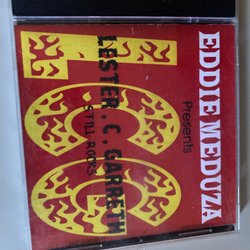 EDDIE MEDUZA
Presents
LESTER . C. GARRETH
STILL ROCKS